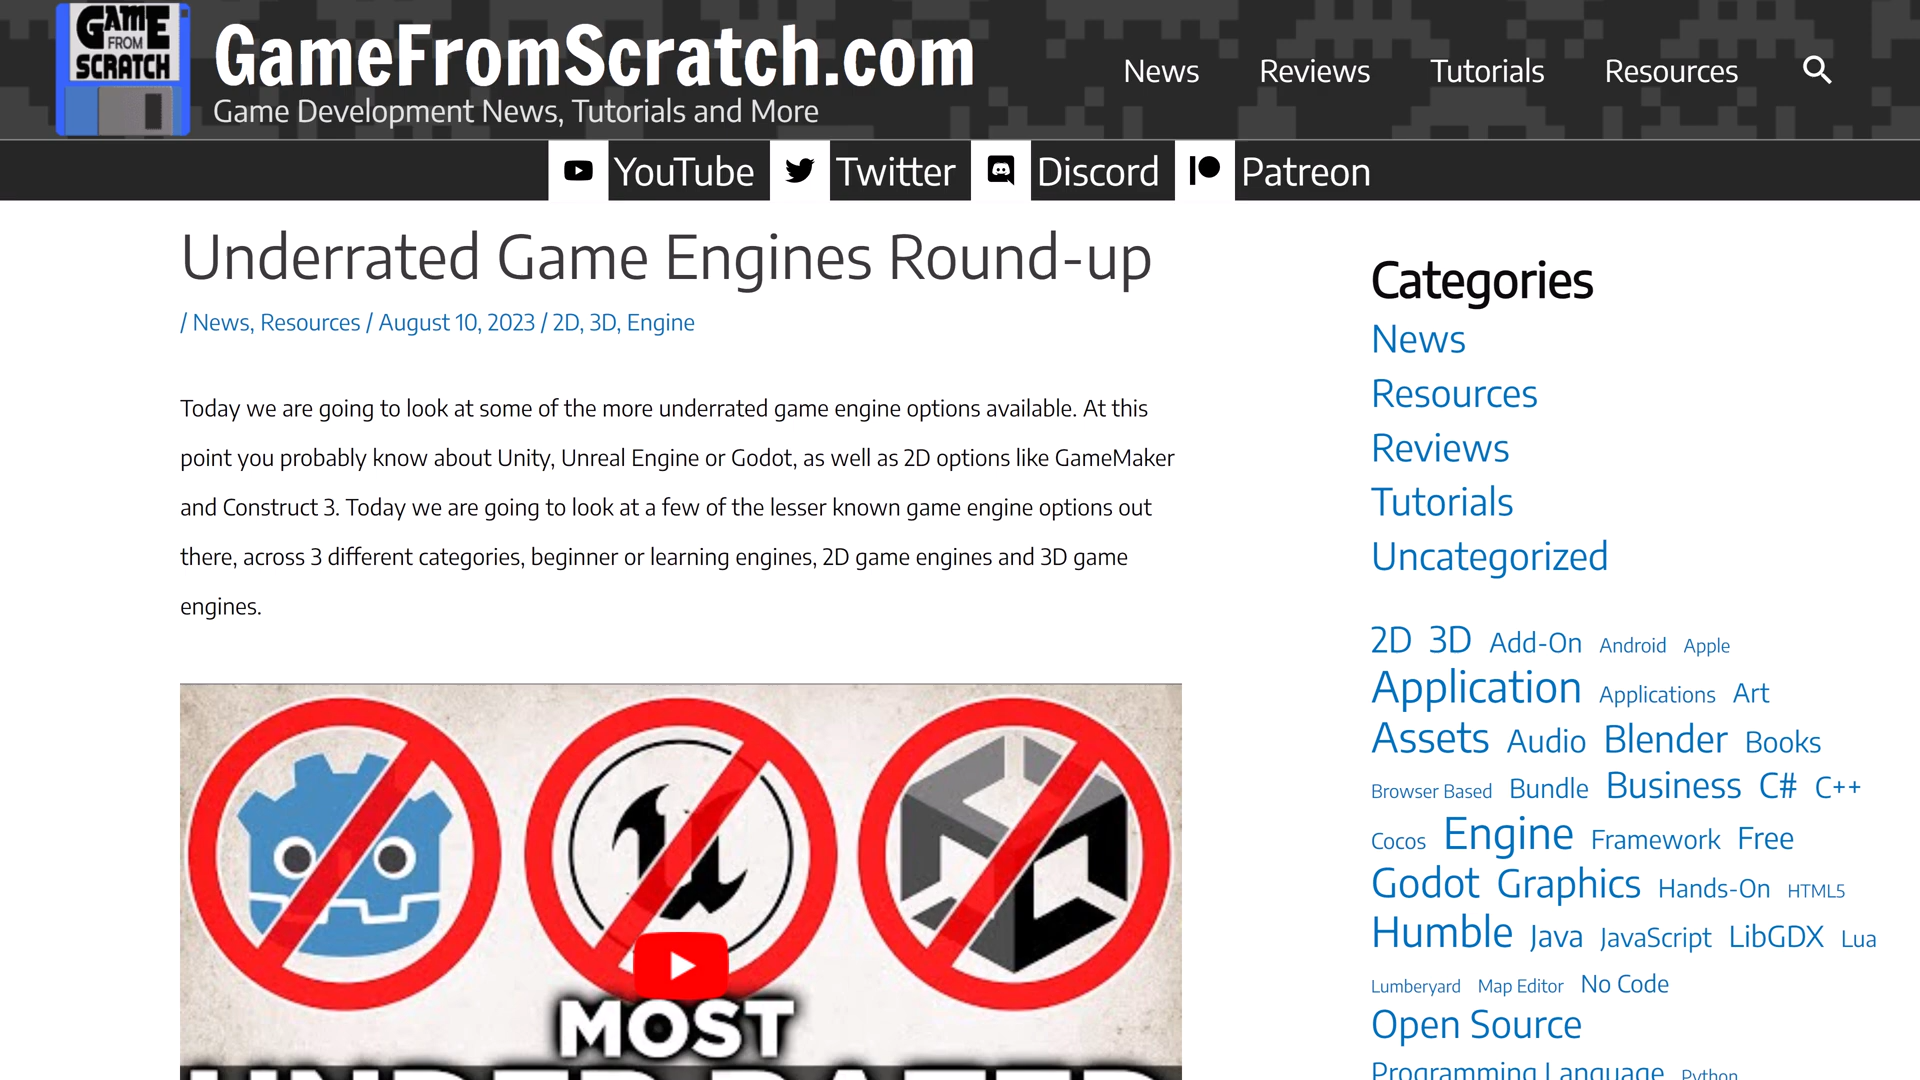 GAME
FROM
SCRATCH
GameFromScratch.com
Game Development News, Tutorials and More
News
Reviews
Tutorials
Resources
YouTube
Twitter
Discord
Patreon
Underrated Game Engines Round-up
/ News, Resources / August 10, 2023 / 2D, 3D, Engine
Today we are going to look at some of the more underrated game engine options available. At this
point you probably know about Unity, Unreal Engine or Godot, as well as 2D options like GameMaker
and Construct 3. Today we are going to look at a few of the lesser known game engine options out
there, across 3 different categories, beginner or learning engines, 2D game engines and 3D game
engines.
MOST
UNDER RATED
Categories
News
Resources
Reviews
Tutorials
Uncategorized
2D 3D Add-On Android Apple
Application Applications Art
Assets Audio Blender Books
Browser Based Bundle Business C# C++
Cocos Engine Framework Free
Godot Graphics Hands-On HTML5
Humble Java JavaScript LibGDX Lua
Lumberyard Map Editor No Code
Open Source
Programming Language Python